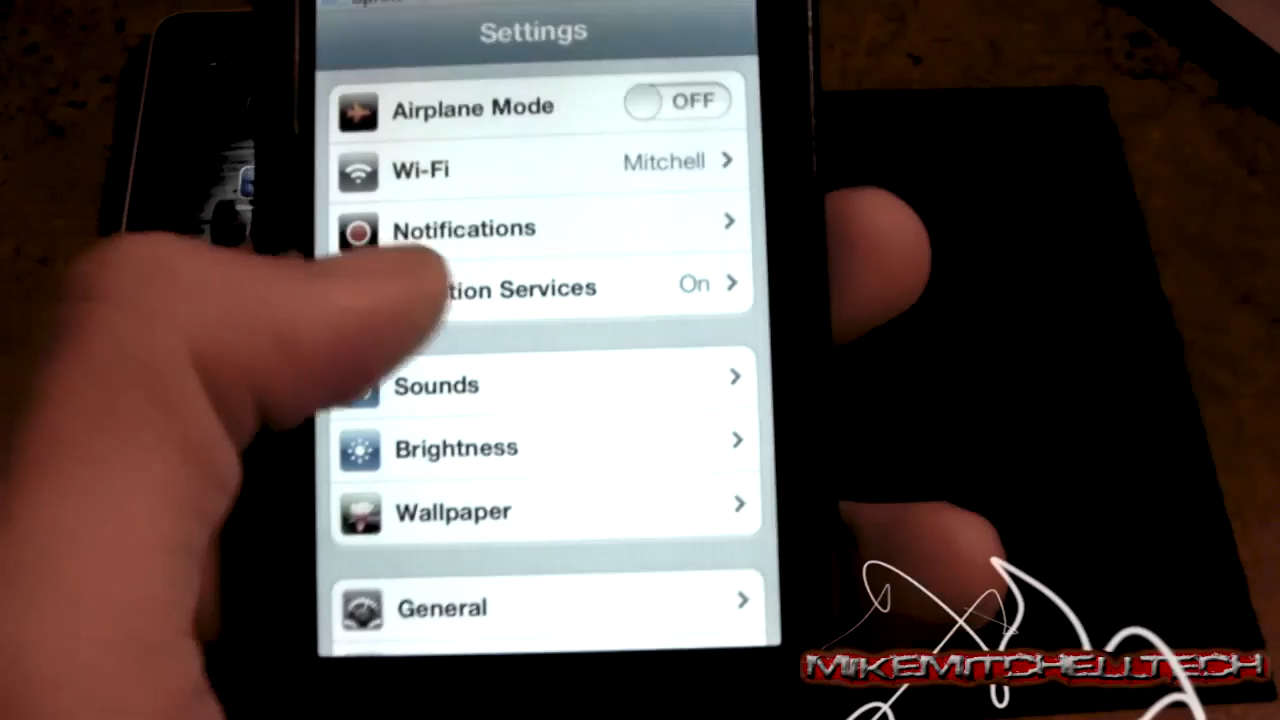 Settings
Airplane Mode OFF
Wi-Fi Mitchell
Notifications
tion Services On
Sounds
Brightness
Wallpaper
General
MIKEMITCHELLTECH